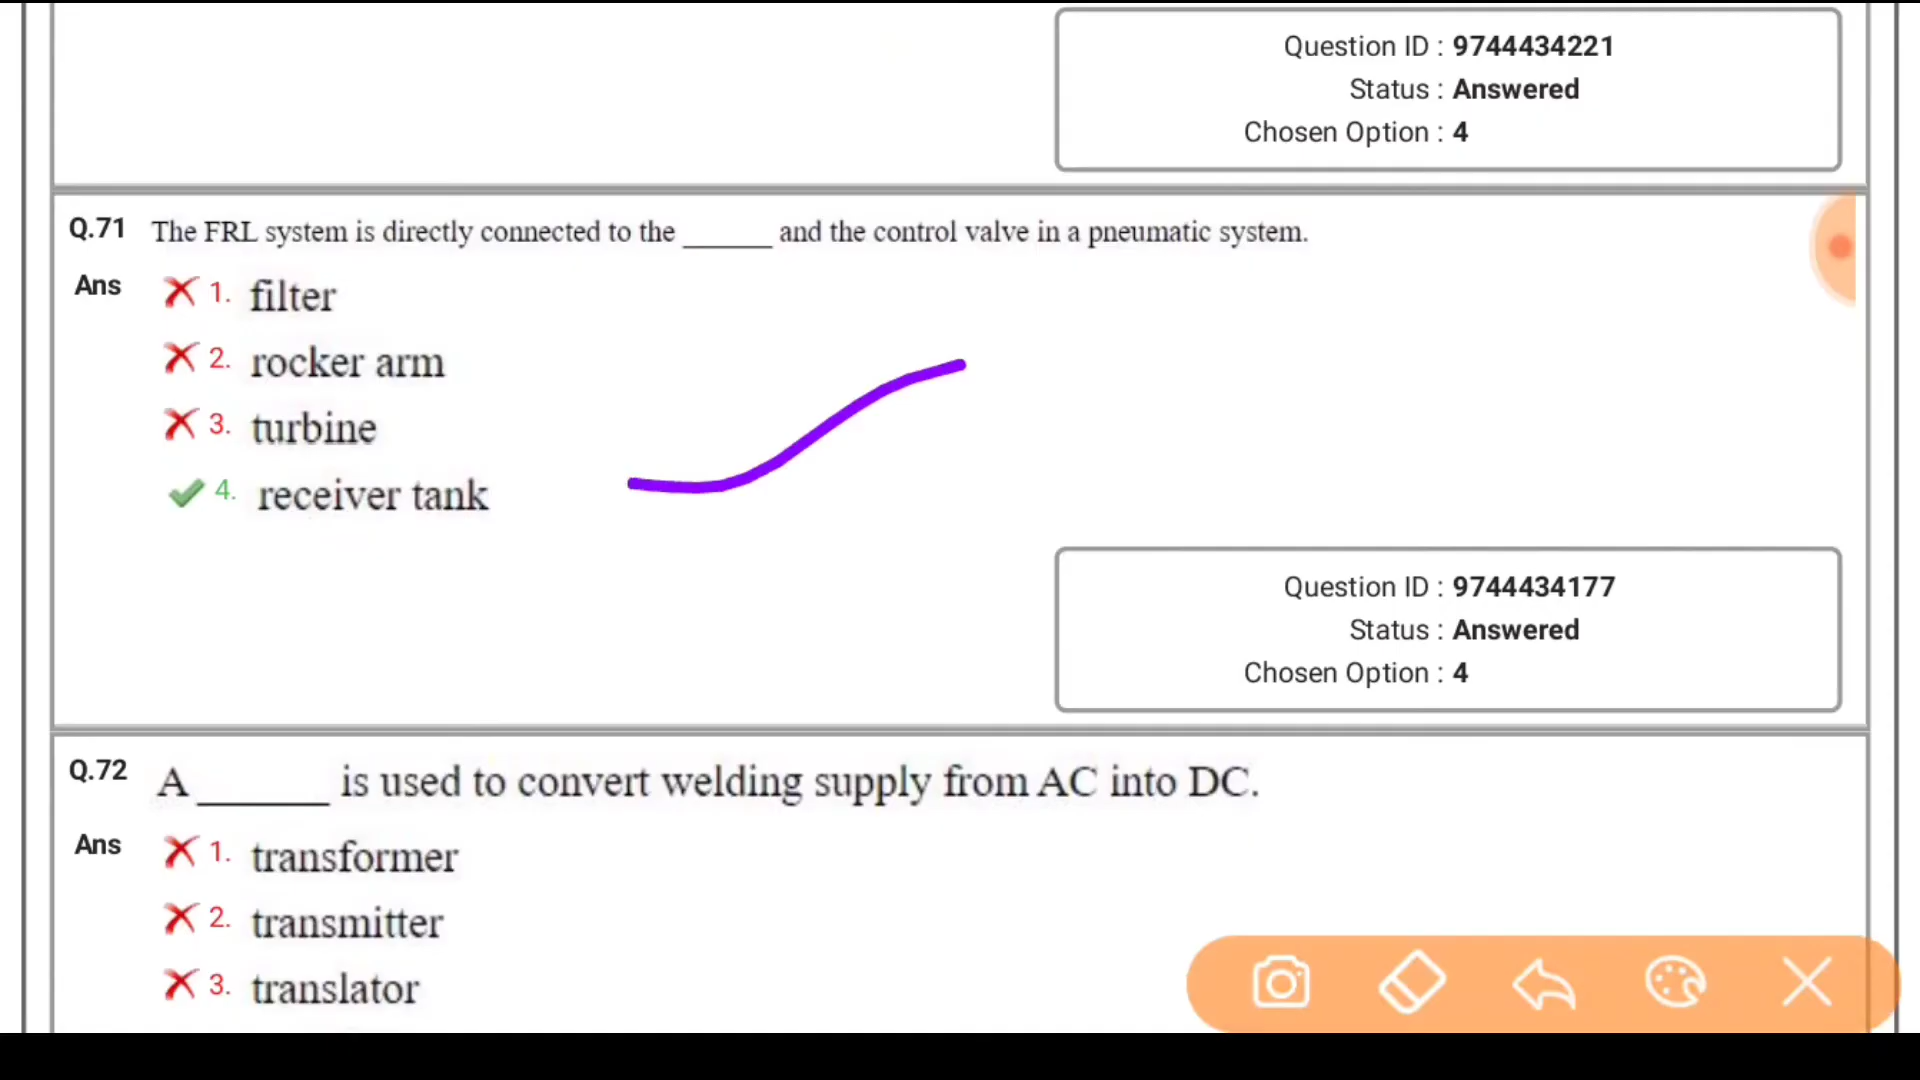 Question ID : 9744434221
Status : Answered
Chosen Option : 4
Q.71 The FRL system is directly connected to the ______ and the control valve in a pneumatic system.
Ans 1. filter
2. rocker arm
3. turbine
4. receiver tank
Question ID : 9744434177
Status : Answered
Chosen Option : 4
Q.72 A ______ is used to convert welding supply from AC into DC.
Ans 1. transformer
2. transmitter
3. translator